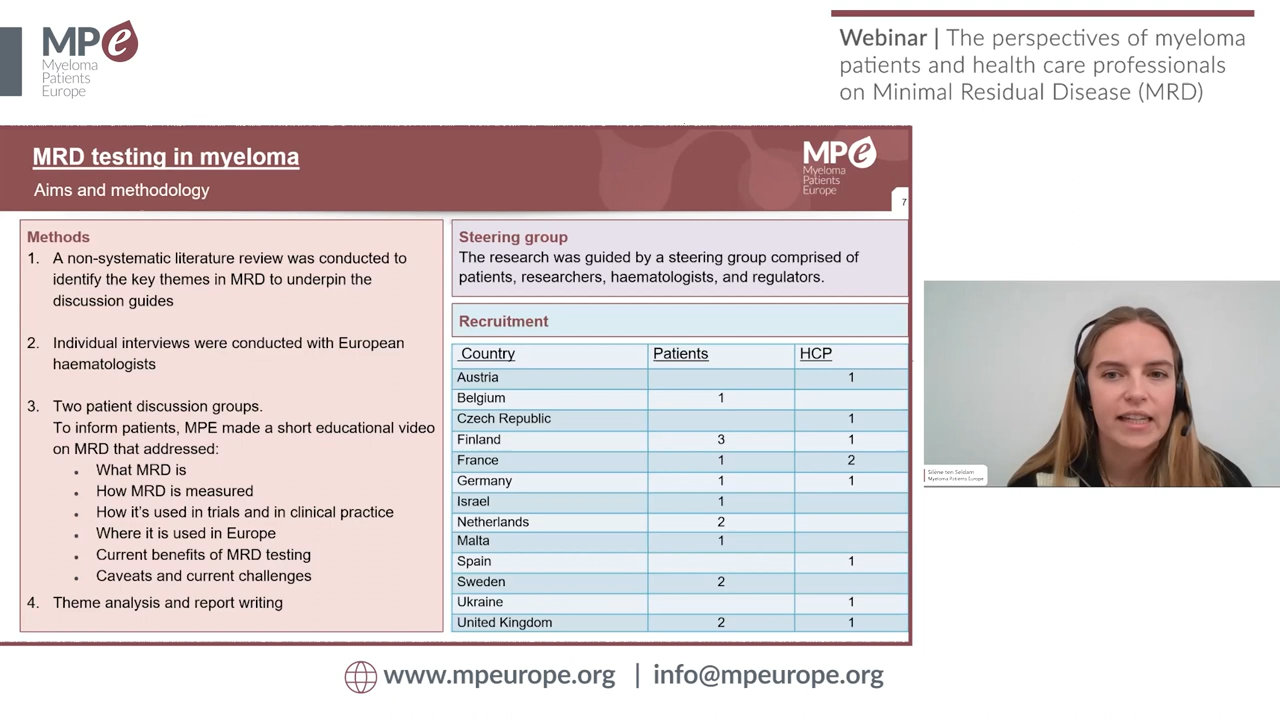 MPe
Myeloma
Patients
Europe
Webinar | The perspectives of myeloma
patients and health care professionals
on Minimal Residual Disease (MRD)
MRD testing in myeloma
Aims and methodology
MPe
Myeloma
Patients
Europe
7
Methods
1. A non-systematic literature review was conducted to
identify the key themes in MRD to underpin the
discussion guides
2. Individual interviews were conducted with European
haematologists
3. Two patient discussion groups.
To inform patients, MPE made a short educational video
on MRD that addressed:
• What MRD is
• How MRD is measured
• How it's used in trials and in clinical practice
• Where it is used in Europe
• Current benefits of MRD testing
• Caveats and current challenges
4. Theme analysis and report writing
Steering group
The research was guided by a steering group comprised of
patients, researchers, haematologists, and regulators.
Recruitment
Country Patients HCP
Austria 1
Belgium 1
Czech Republic 1
Finland 3 1
France 1 2
Germany 1 1
Israel 1
Netherlands 2
Malta 1
Spain 1
Sweden 2
Ukraine 1
United Kingdom 2 1
Silène ten Seldam
Myeloma Patients Europe
www.mpeurope.org | info@mpeurope.org